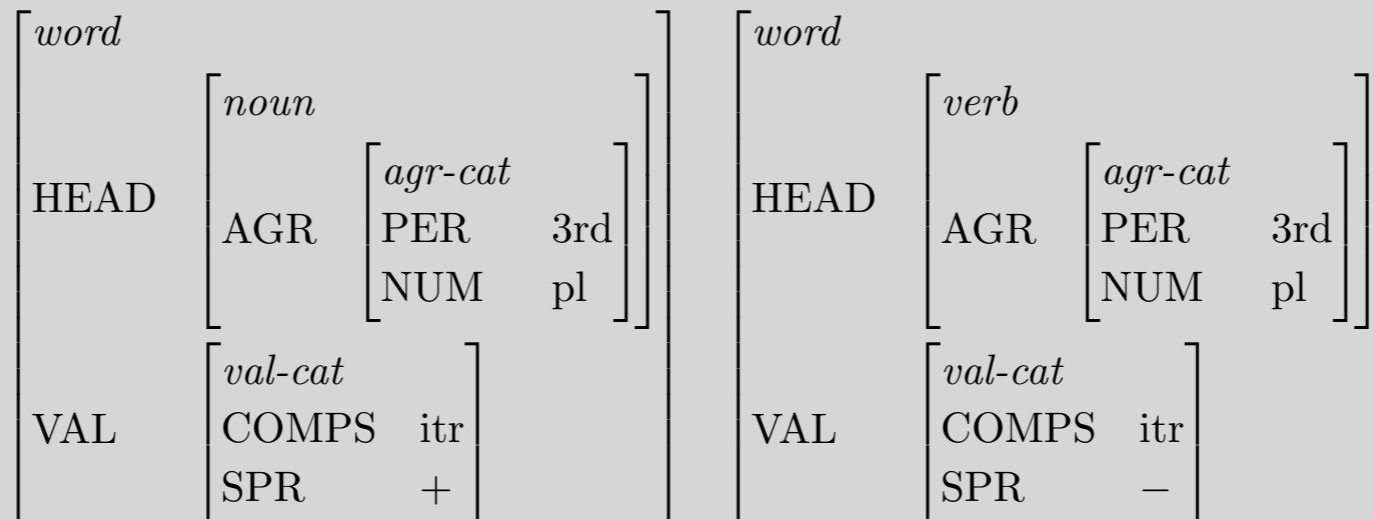 word word
noun verb
agr-cat agr-cat
HEAD HEAD
AGR PER 3rd AGR PER 3rd
NUM pl NUM pl
val-cat val-cat
VAL COMPS itr VAL COMPS itr
SPR + SPR −